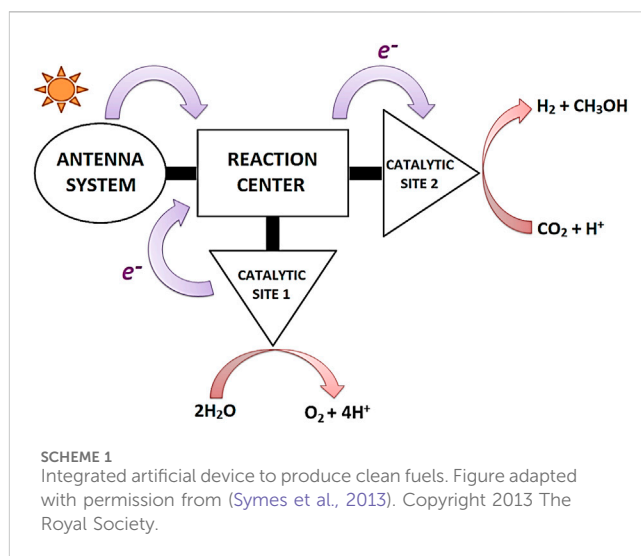 e⁻
ANTENNA
SYSTEM
REACTION
CENTER
CATALYTIC
SITE 2
H₂ + CH₃OH
CO₂ + H⁺
e⁻
CATALYTIC
SITE 1
2H₂O
O₂ + 4H⁺
SCHEME 1
Integrated artificial device to produce clean fuels. Figure adapted
with permission from (Symes et al., 2013). Copyright 2013 The
Royal Society.